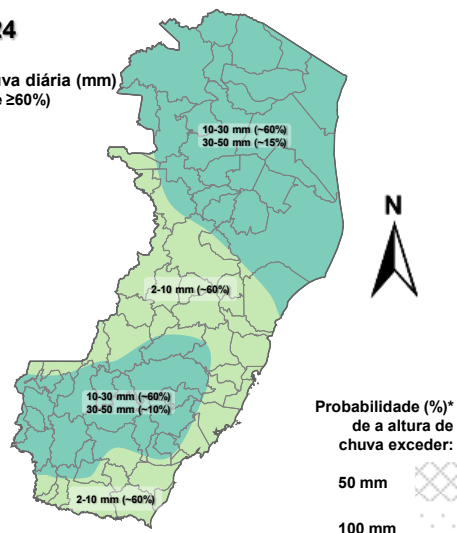 24
uva diária (mm)
e ≥60%)
10-30 mm (~60%)
30-50 mm (~15%)
N
2-10 mm (~60%)
10-30 mm (~60%)
30-50 mm (~10%)
Probabilidade (%)*
de a altura de
chuva exceder:
50 mm
2-10 mm (~60%)
100 mm